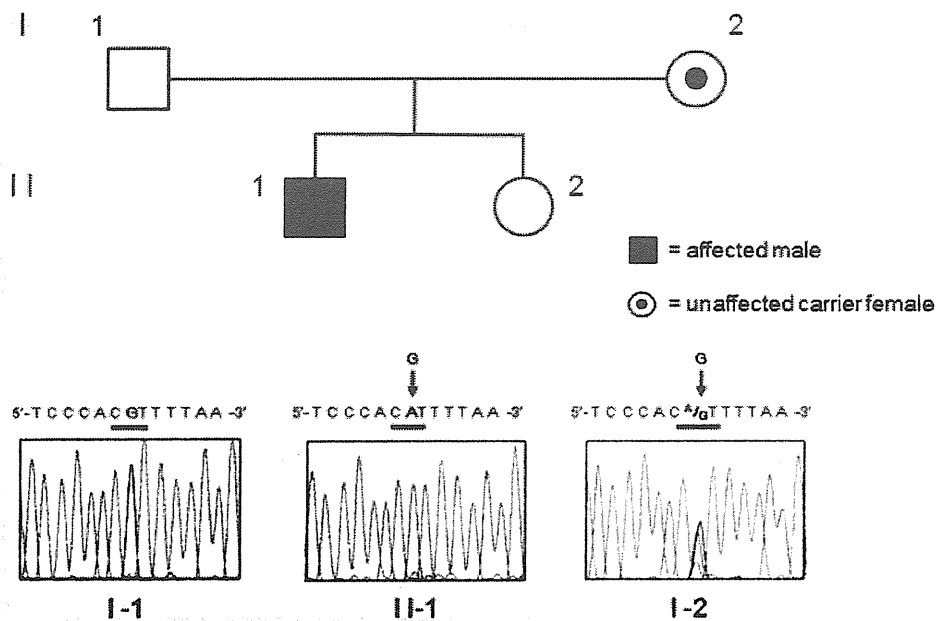 I 1 2
II 1 2
= affected male
= unaffected carrier female
G G
5'-T C C C A C G T T T T A A -3' 5'-T C C C A C A T T T T A A -3' 5'-T C C C A C A/G T T T T A A -3'
I-1 II-1 I-2